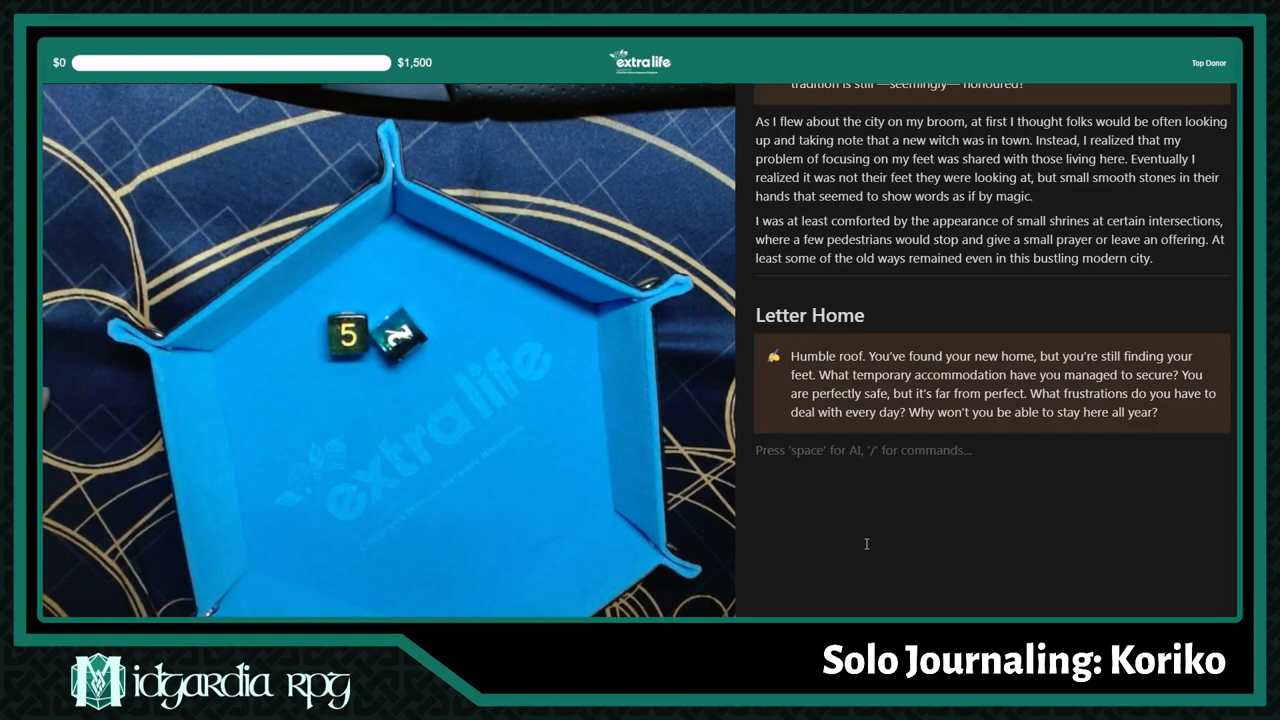 $0
$1,500
extralife
Top Donor
tradition is still —seemingly— honoured?
As I flew about the city on my broom, at first I thought folks would be often looking
up and taking note that a new witch was in town. Instead, I realized that my
problem of focusing on my feet was shared with those living here. Eventually I
realized it was not their feet they were looking at, but small smooth stones in their
hands that seemed to show words as if by magic.
I was at least comforted by the appearance of small shrines at certain intersections,
where a few pedestrians would stop and give a small prayer or leave an offering. At
least some of the old ways remained even in this bustling modern city.
Letter Home
Humble roof. You’ve found your new home, but you’re still finding your
feet. What temporary accommodation have you managed to secure? You
are perfectly safe, but it’s far from perfect. What frustrations do you have to
deal with every day? Why won’t you be able to stay here all year?
Press ‘space’ for AI, ‘/’ for commands...
5
2
extralife
Solo Journaling: Koriko
Midgardia RPG